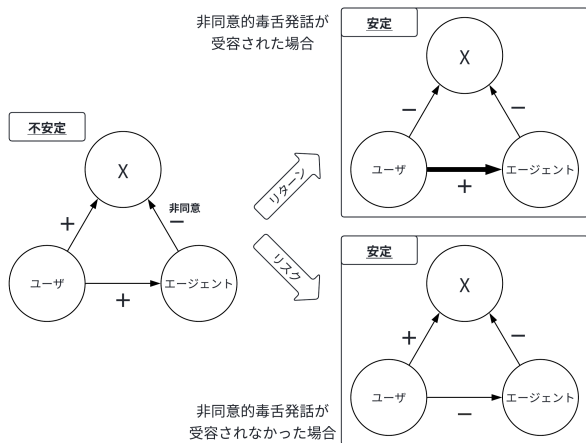 非同意的毒舌発話が
受容された場合
安定
X
−
−
ユーザ
エージェント
+
不安定
X
非同意
+
−
ユーザ
エージェント
+
リターン
リスク
安定
X
+
−
ユーザ
エージェント
−
非同意的毒舌発話が
受容されなかった場合